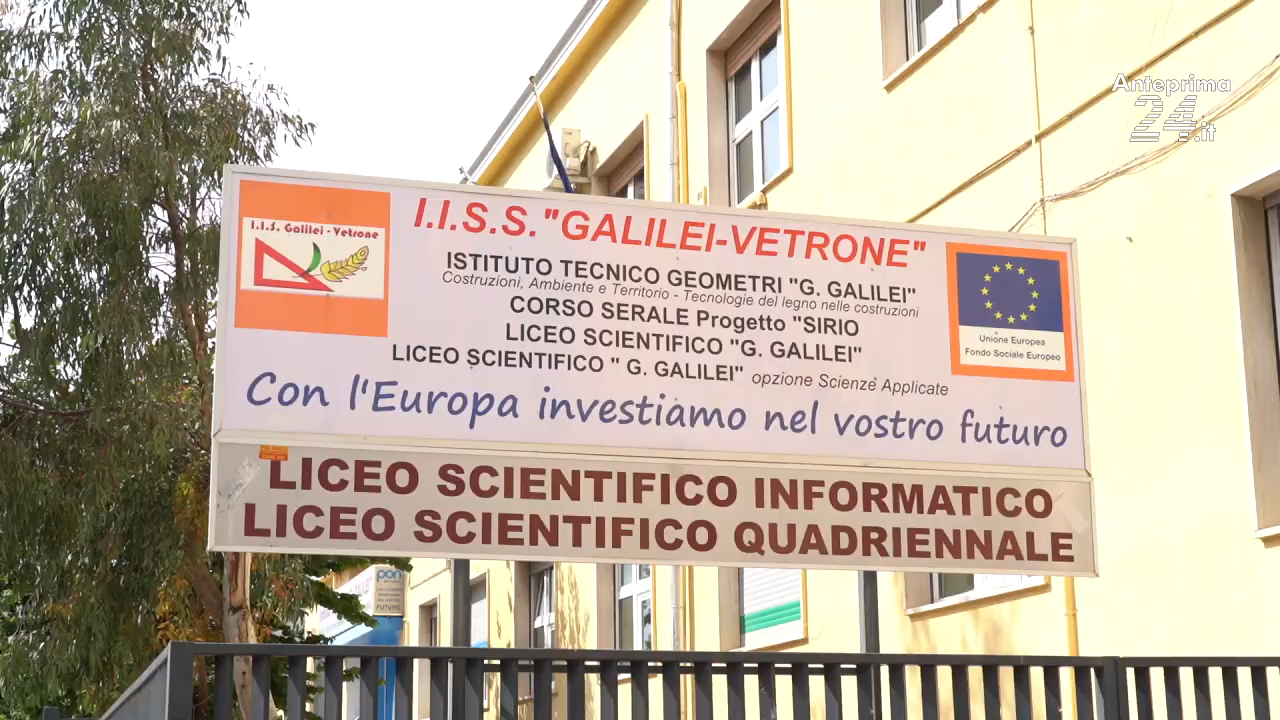 Anteprima
24.it
I.I.S.S."GALILEI-VETRONE"
I.I.S. Galilei - Vetrone
ISTITUTO TECNICO GEOMETRI "G. GALILEI"
Costruzioni, Ambiente e Territorio - Tecnologie del legno nelle costruzioni
CORSO SERALE Progetto "SIRIO
LICEO SCIENTIFICO "G. GALILEI"
LICEO SCIENTIFICO " G. GALILEI" opzione Scienze Applicate
Unione Europea
Fondo Sociale Europeo
Con l'Europa investiamo nel vostro futuro
LICEO SCIENTIFICO INFORMATICO
LICEO SCIENTIFICO QUADRIENNALE
pon
FUTURO